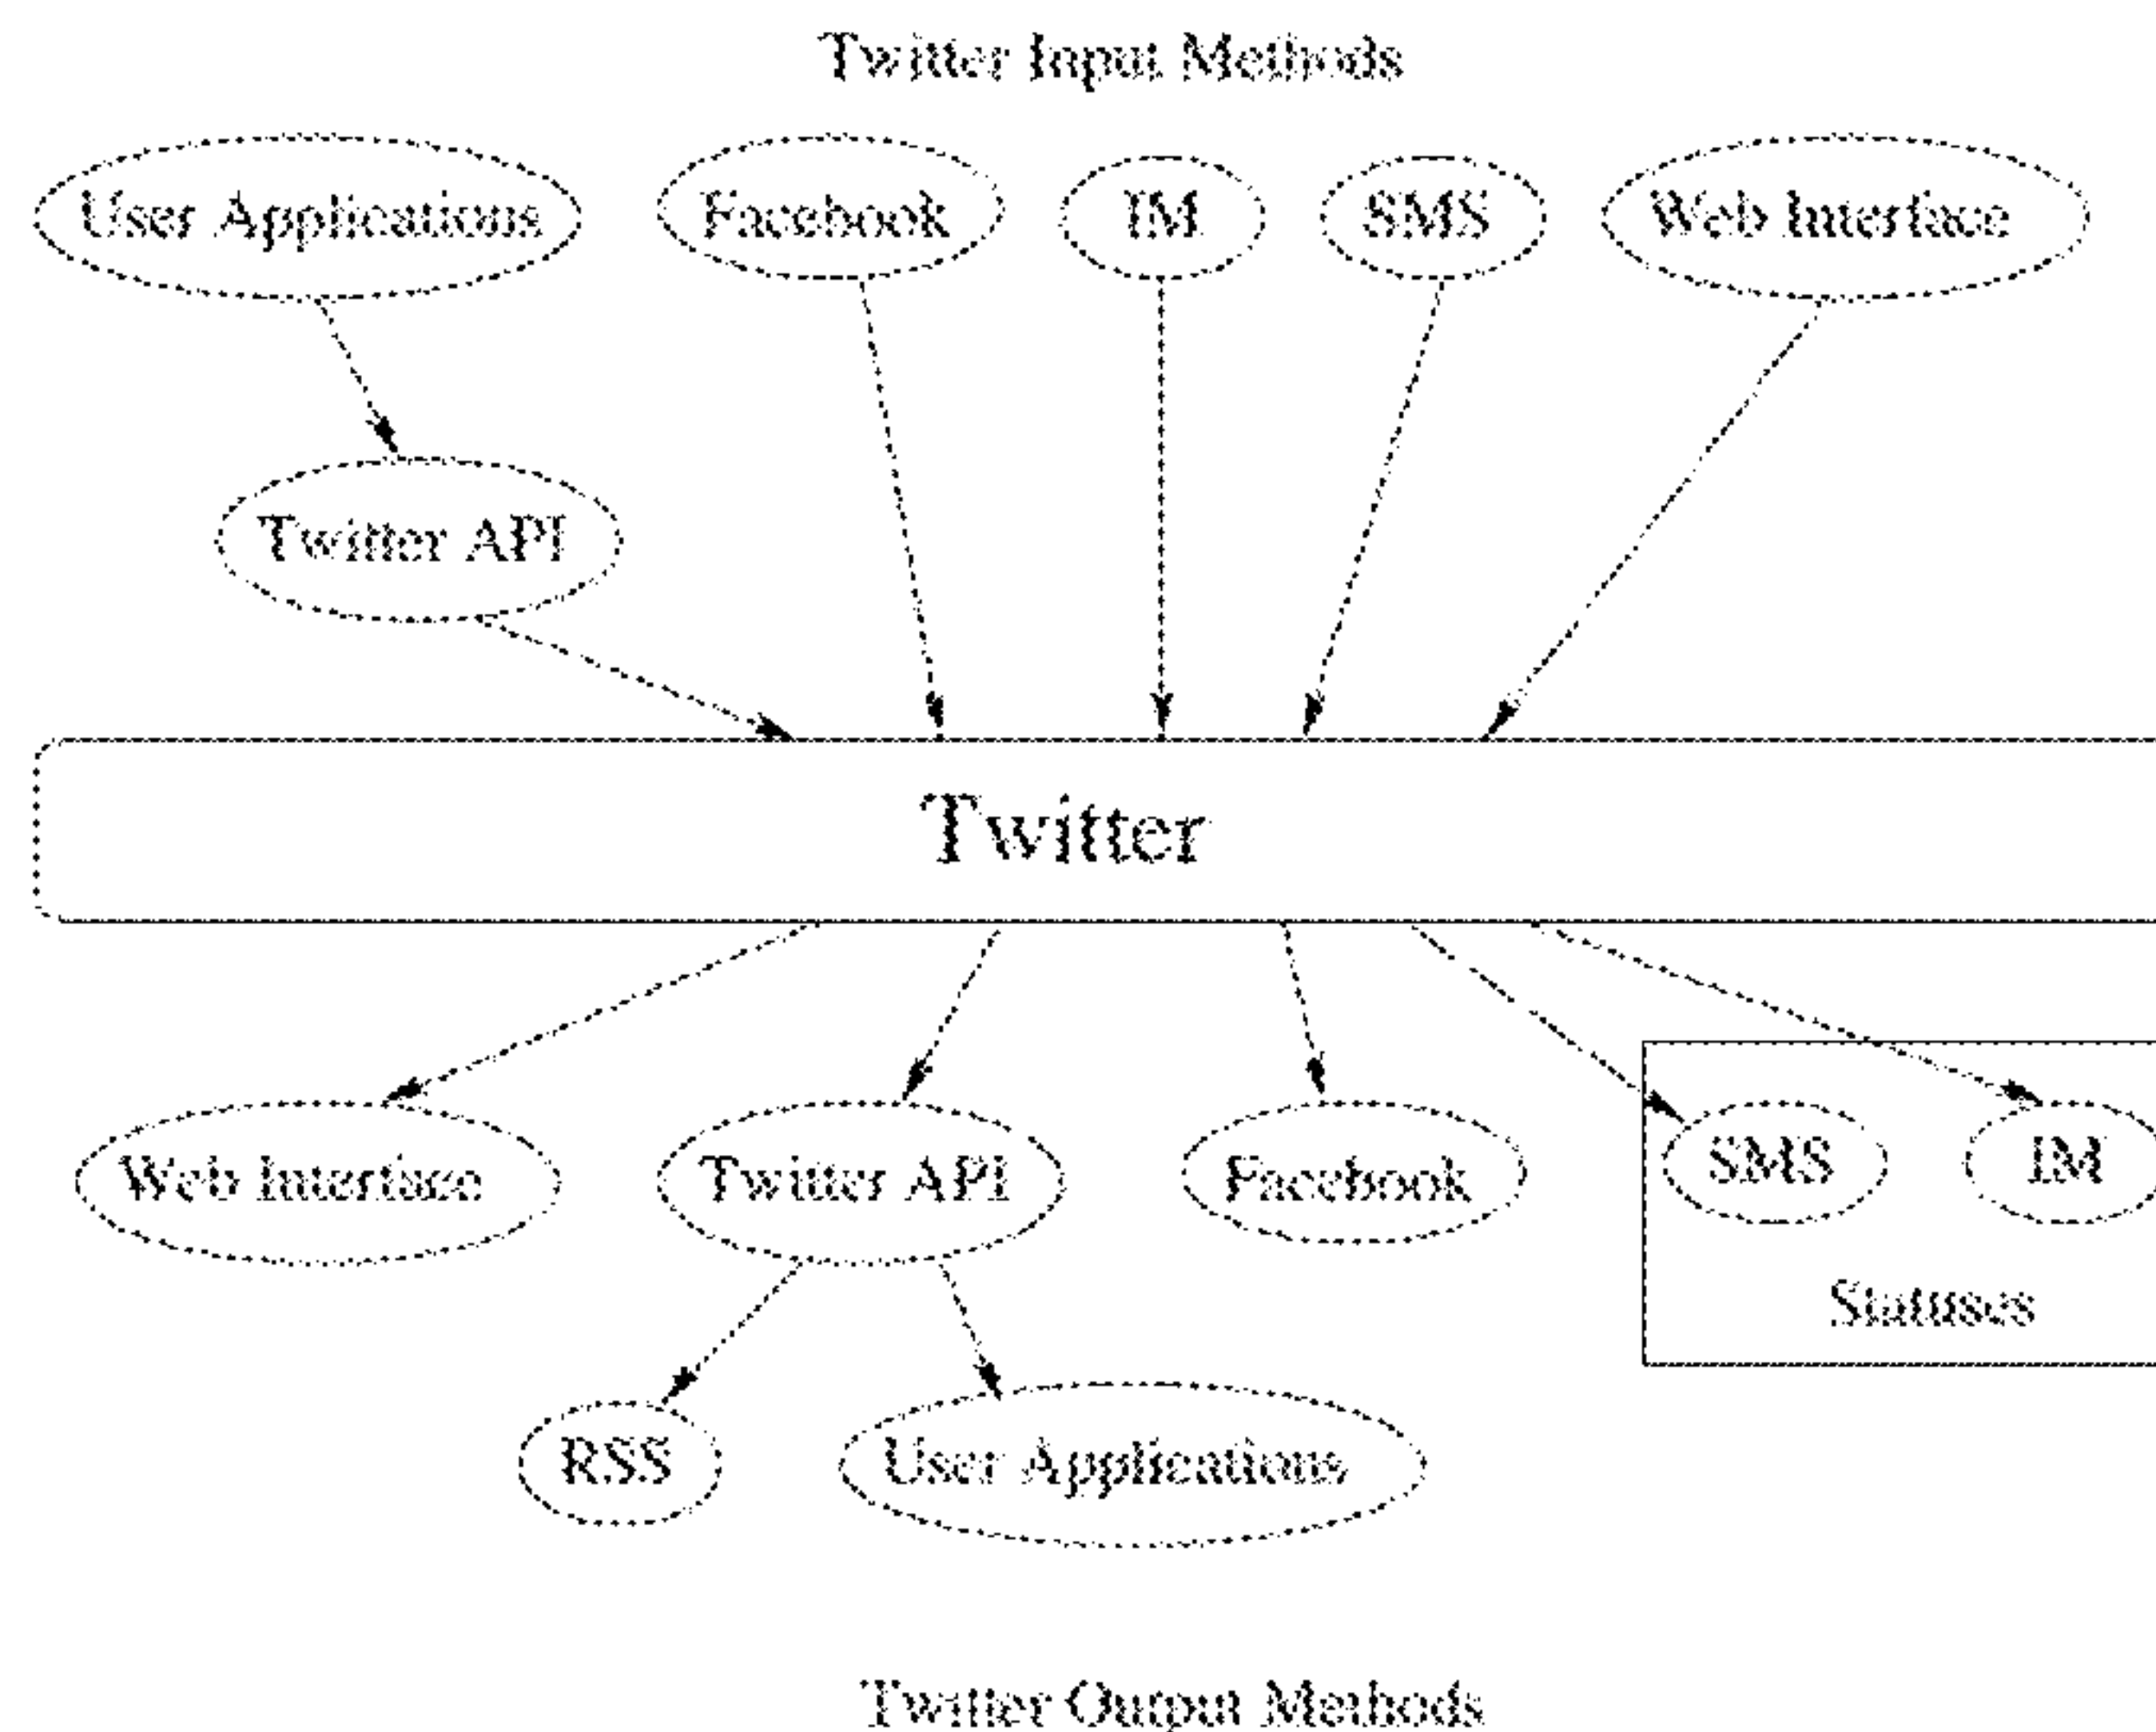 Twitter Input Methods
User Applications Facebook IM SMS Web Interface
Twitter API
Twitter
Web Interface Twitter API Facebook SMS IM
Statuses
RSS User Applications
Twitter Output Methods